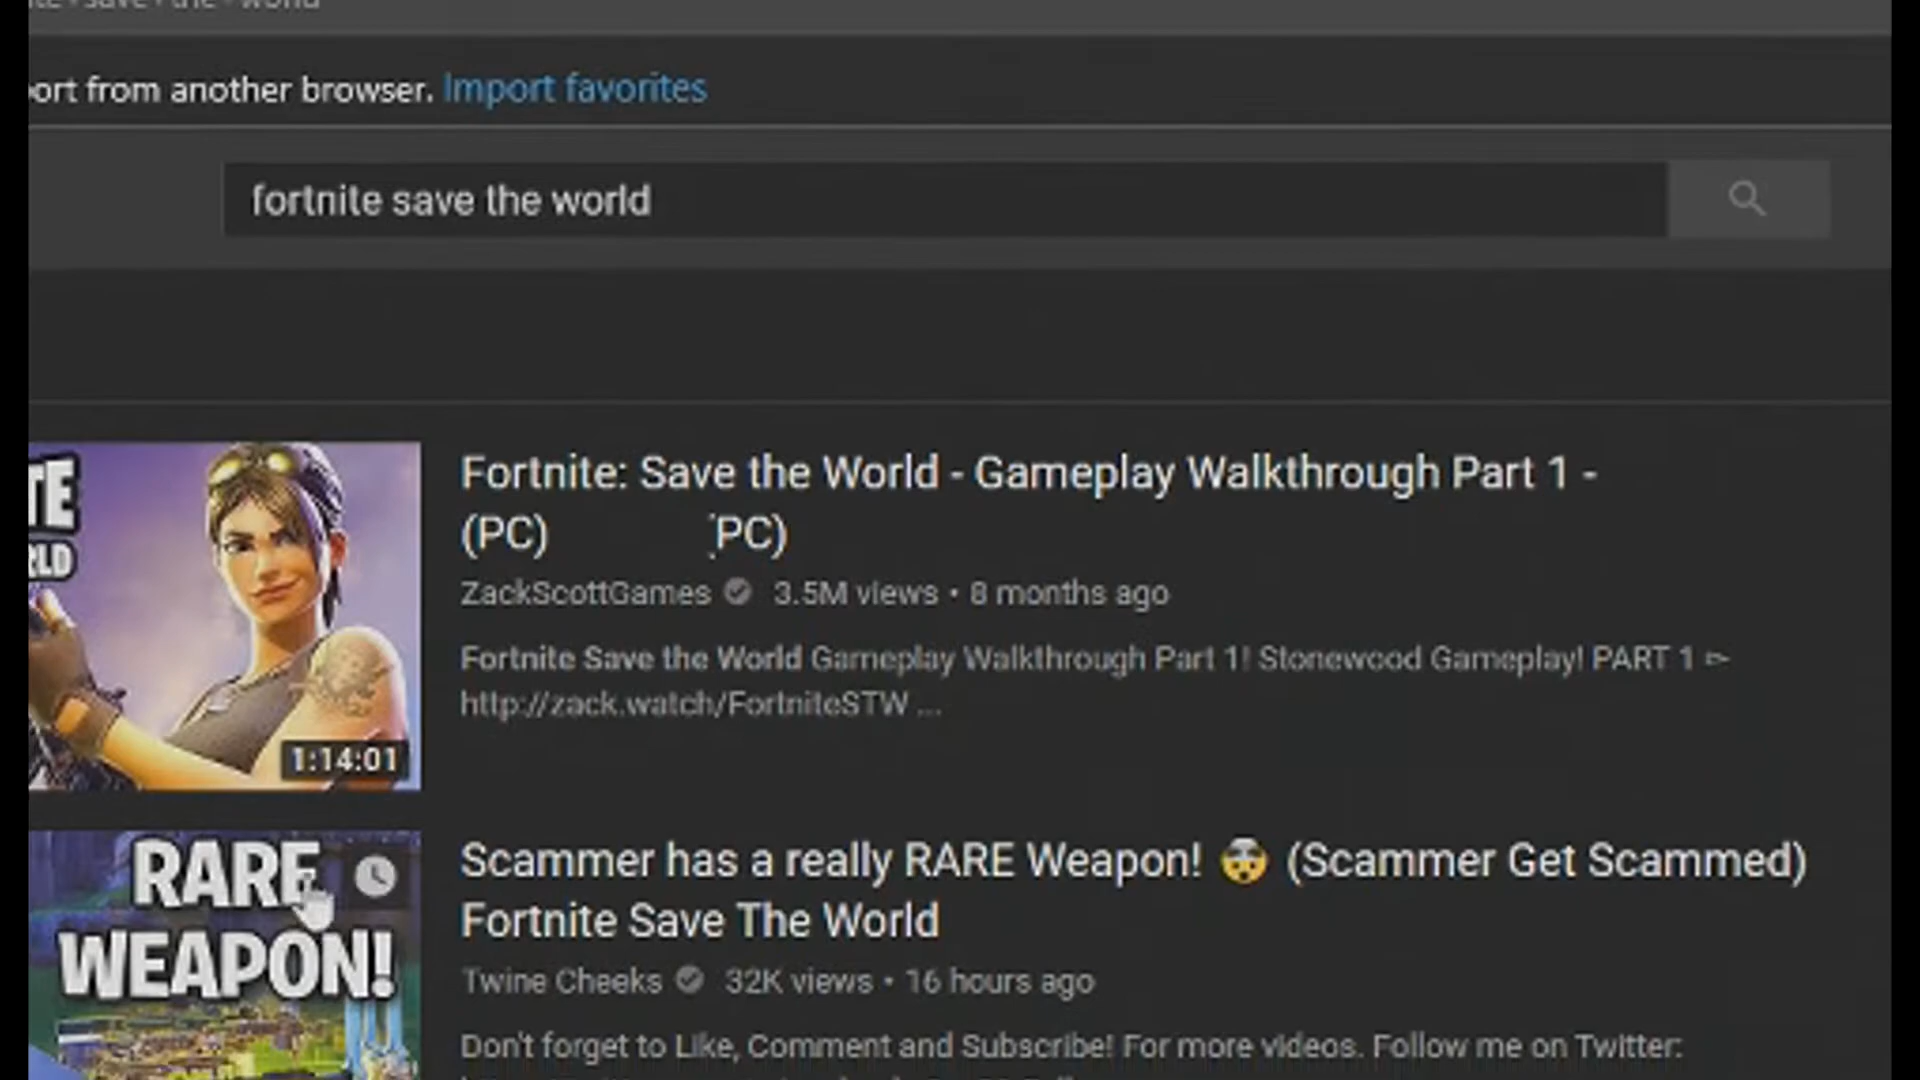 save the world
port from another browser. Import favorites
fortnite save the world
TE
RLD
1:14:01
Fortnite: Save the World - Gameplay Walkthrough Part 1 -
(PC) PC)
ZackScottGames 3.5M views • 8 months ago
Fortnite Save the World Gameplay Walkthrough Part 1! Stonewood Gameplay! PART 1 ▻
http://zack.watch/FortniteSTW ...
RARE
WEAPON!
Scammer has a really RARE Weapon! 🤯 (Scammer Get Scammed)
Fortnite Save The World
Twine Cheeks 32K views • 16 hours ago
Don't forget to Like, Comment and Subscribe! For more videos. Follow me on Twitter: